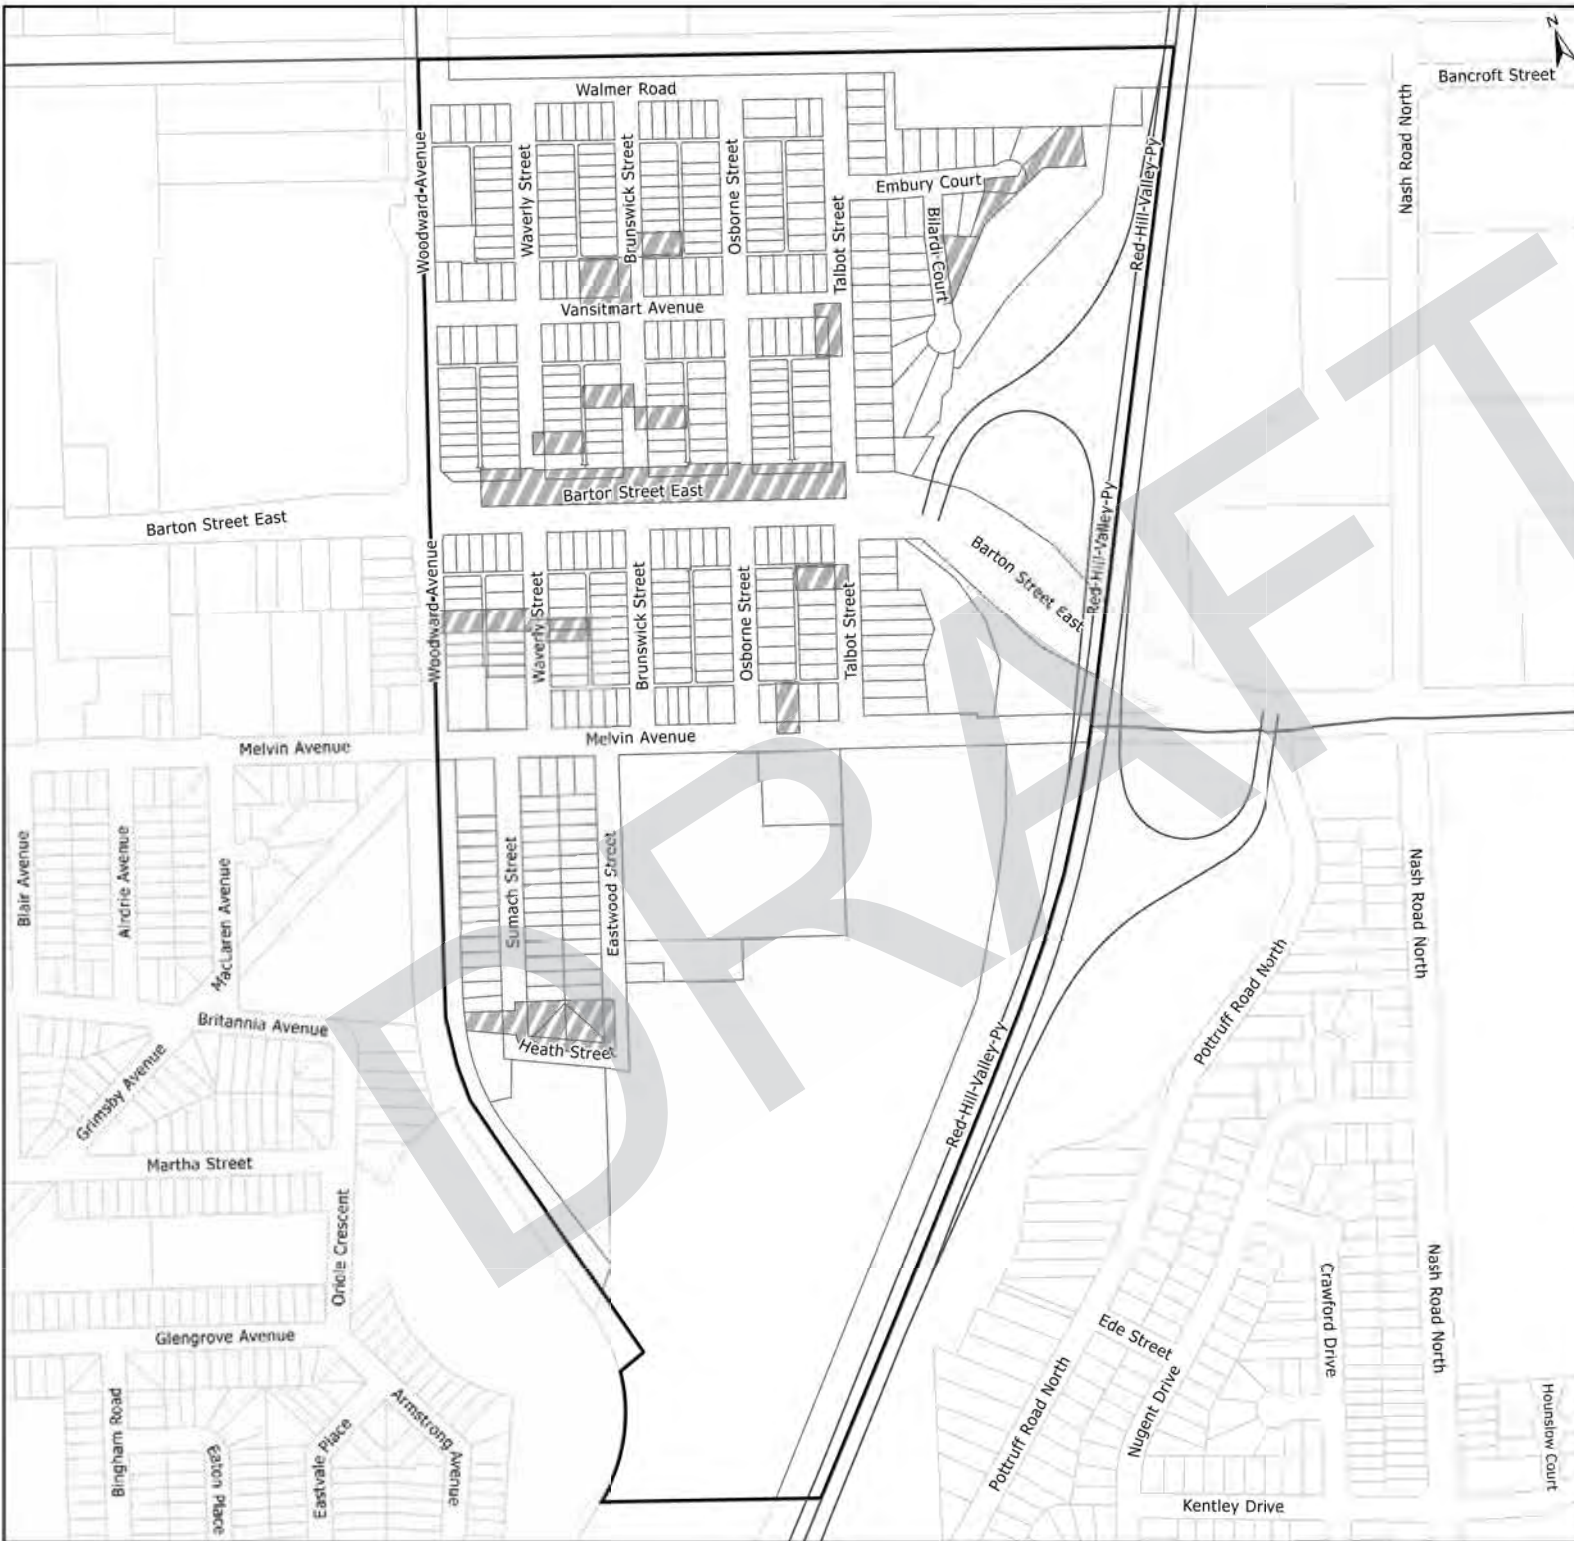 N
Bancroft Street
Walmer Road
Woodward-Avenue
Waverly Street
Brunswick Street
Osborne Street
Talbot Street
Embury Court
Bilardi-Court
Red-Hill-Valley-Py
Red-Hill-Valley-Py
Nash Road North
Vansitmart Avenue
Barton Street East
Barton Street East
Barton Street East
Red-Hill-Valley-Py
Woodward-Avenue
Waverly Street
Brunswick Street
Osborne Street
Talbot Street
Melvin Avenue
Melvin Avenue
Blair Avenue
Airdrie Avenue
MacLaren Avenue
Sumach Street
Eastwood Street
Nash Road North
Pottruff Road North
Britannia Avenue
Grimsby Avenue
Heath-Street
Red-Hill-Valley-Py
Martha Street
Oriole Crescent
Glengrove Avenue
Bingham Road
Eaton Place
Eastvale Place
Armstrong Avenue
Pottruff Road North
Ede Street
Nugent Drive
Crawford Drive
Nash Road North
Hounslow Court
Kentley Drive
DRAFT